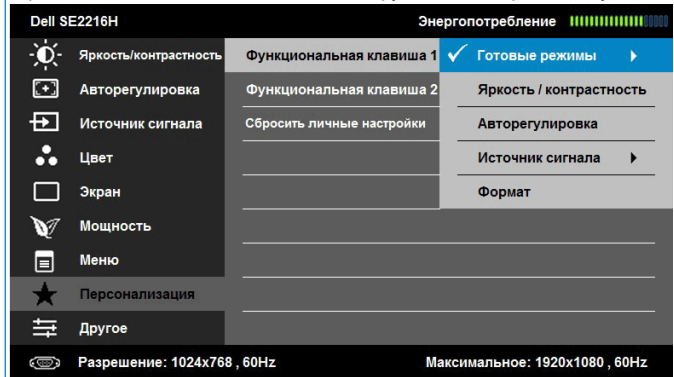 Dell SE2216H Энергопотребление
Яркость/контрастность Функциональная клавиша 1 Готовые режимы
Авторегулировка Функциональная клавиша 2 Яркость / контрастность
Источник сигнала Сбросить личные настройки Авторегулировка
Цвет Источник сигнала
Экран Формат
Мощность
Меню
Персонализация
Другое
Разрешение: 1024x768 , 60Hz Максимальное: 1920x1080 , 60Hz